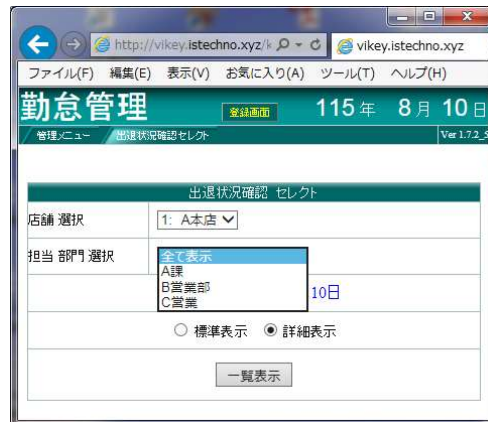 http://vikey.istechno.xyz/k
vikey.istechno.xyz
ファイル(F) 編集(E) 表示(V) お気に入り(A) ツール(T) ヘルプ(H)
勤怠管理 登録画面 115年 8月 10日
管理メニュー 出退状況確認セレクト Ver 1.7.2_5
出退状況確認 セレクト
店舗 選択 1: A本店
担当 部門 選択 全て表示
A課
B営業部
C営業
10日
標準表示 詳細表示
一覧表示